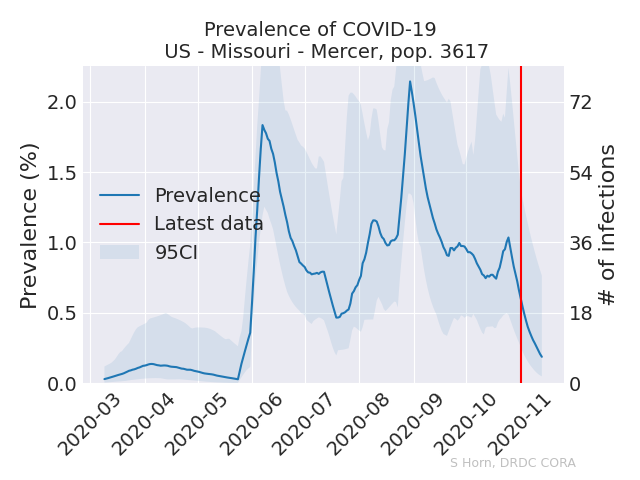 Prevalence of COVID-19
US - Missouri - Mercer, pop. 3617
Prevalence (%)
2.0
1.5
1.0
0.5
0.0
Prevalence
Latest data
95CI
72
54
36
18
0
# of infections
2020-03
2020-04
2020-05
2020-06
2020-07
2020-08
2020-09
2020-10
2020-11
S Horn, DRDC CORA